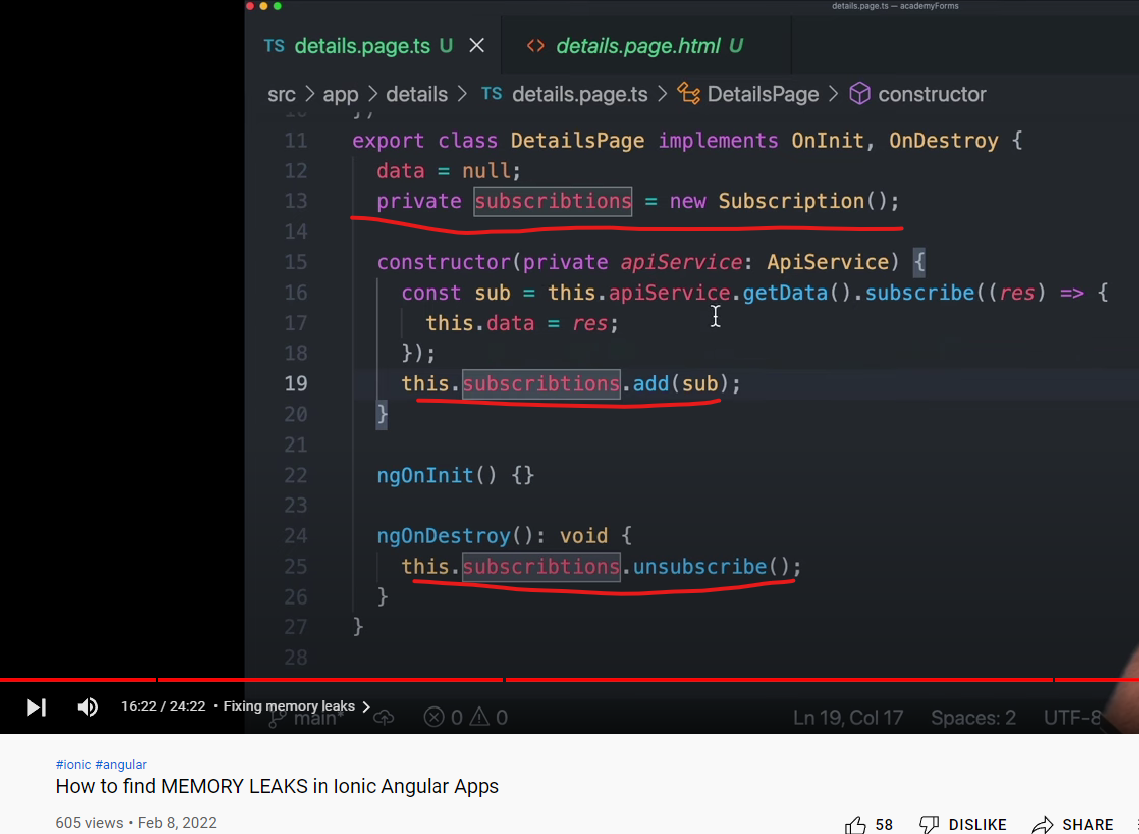 details.page.ts — academyForms
TS details.page.ts U × <> details.page.html U
src > app > details > TS details.page.ts > DetailsPage > constructor
11 export class DetailsPage implements OnInit, OnDestroy {
12 data = null;
13 private subscribtions = new Subscription();
14
15 constructor(private apiService: ApiService) {
16 const sub = this.apiService.getData().subscribe((res) => {
17 this.data = res;
18 });
19 this.subscribtions.add(sub);
20 }
21
22 ngOnInit() {}
23
24 ngOnDestroy(): void {
25 this.subscribtions.unsubscribe();
26 }
27 }
28
16:22 / 24:22 • Fixing memory leaks >
main* 0 0 Ln 19, Col 17 Spaces: 2 UTF-8
#ionic #angular
How to find MEMORY LEAKS in Ionic Angular Apps
605 views • Feb 8, 2022 58 DISLIKE SHARE